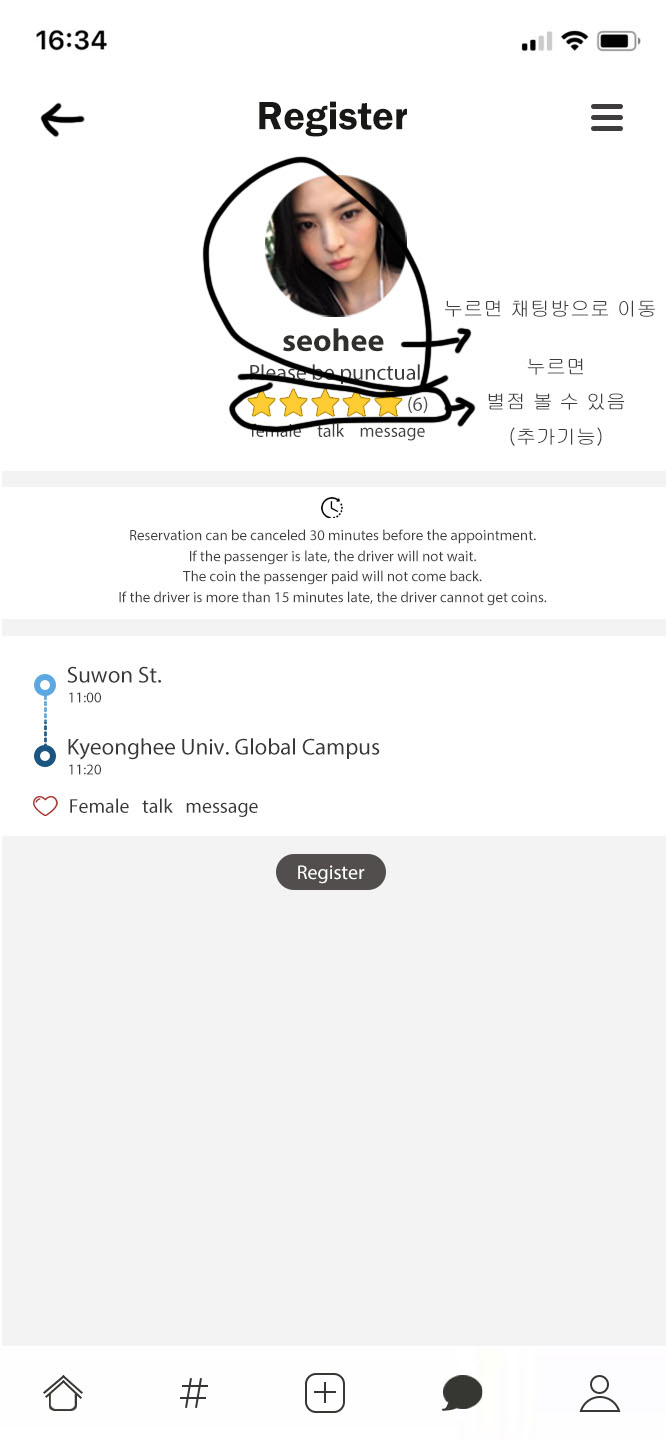 16:34
Register
누르면 채팅방으로 이동
seohee
누르면
Please be punctual
별점 볼 수 있음
(6)
(추가기능)
female talk message
Reservation can be canceled 30 minutes before the appointment.
If the passenger is late, the driver will not wait.
The coin the passenger paid will not come back.
If the driver is more than 15 minutes late, the driver cannot get coins.
Suwon St.
11:00
Kyeonghee Univ. Global Campus
11:20
Female talk message
Register
#